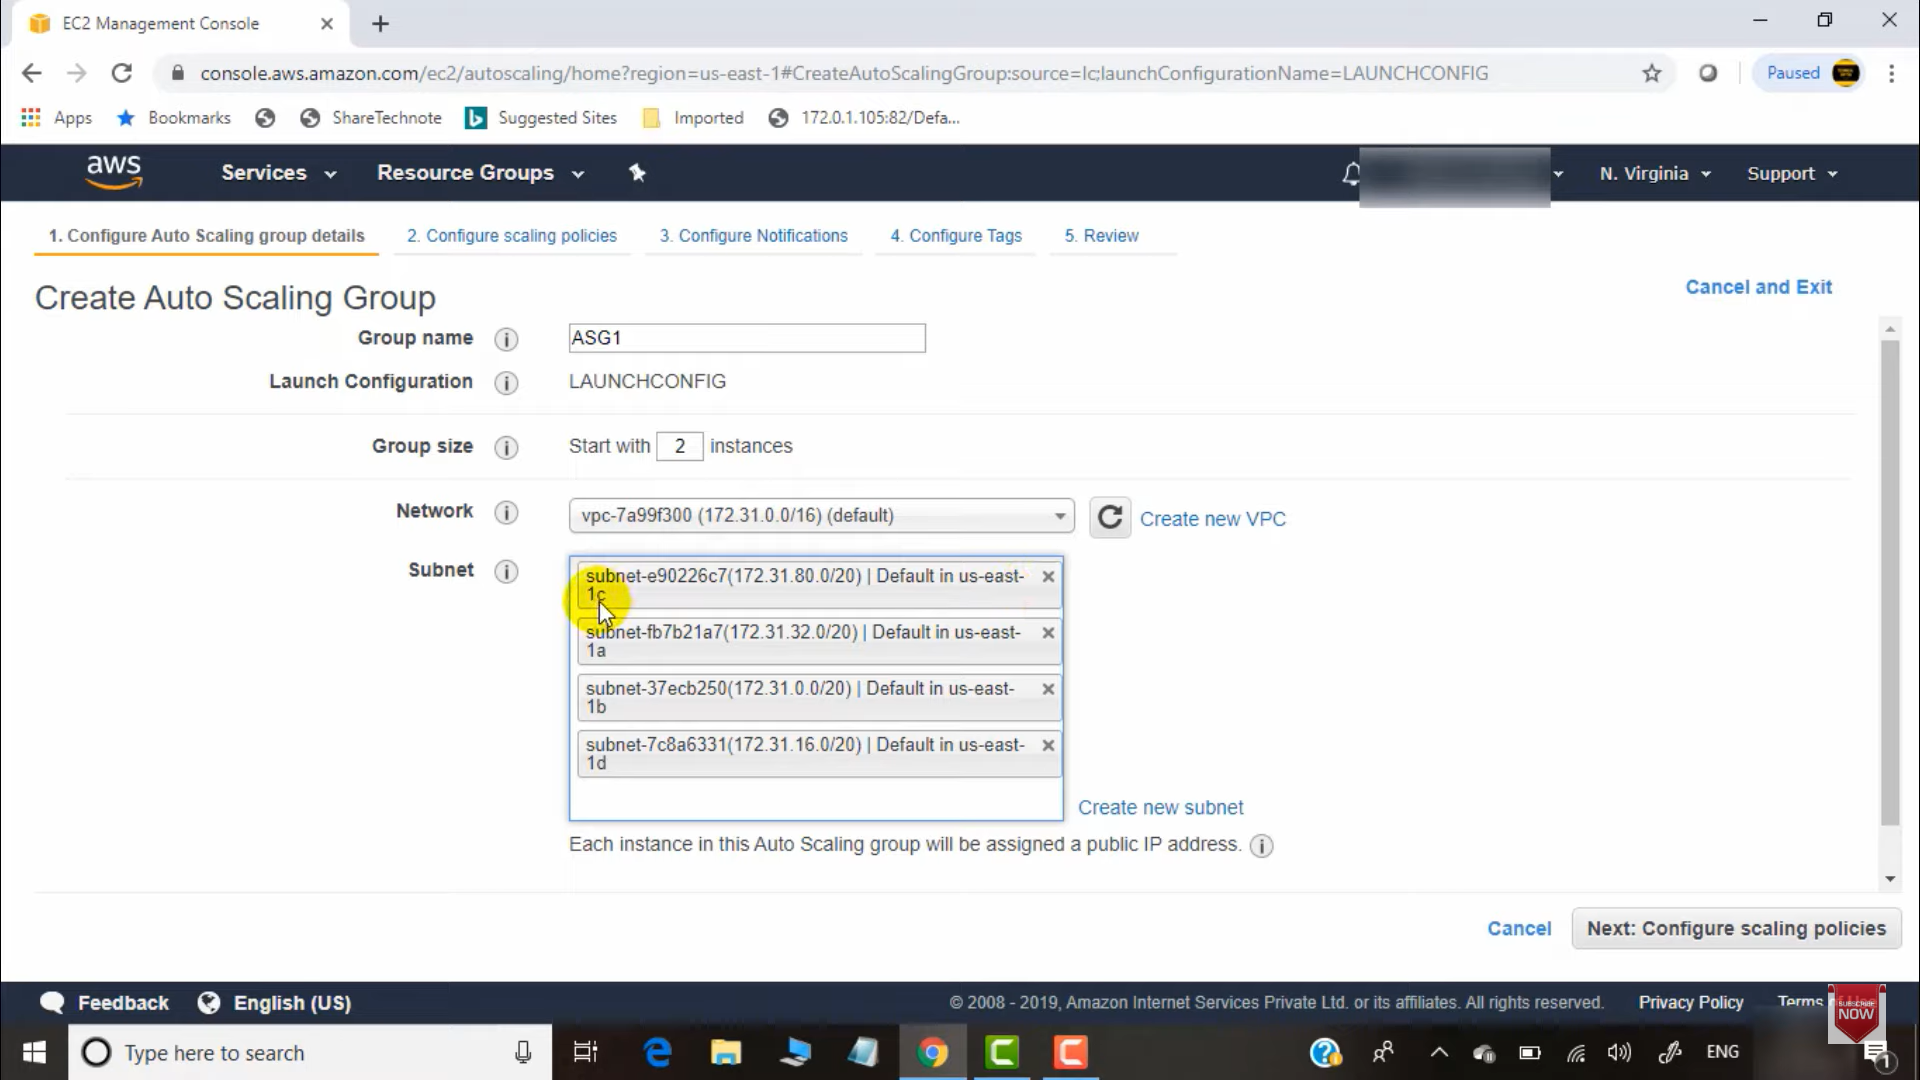 EC2 Management Console
console.aws.amazon.com/ec2/autoscaling/home?region=us-east-1#CreateAutoScalingGroup:source=lc;launchConfigurationName=LAUNCHCONFIG
Paused
Apps Bookmarks ShareTechnote Suggested Sites Imported 172.0.1.105:82/Defa...
aws Services Resource Groups N. Virginia Support
1. Configure Auto Scaling group details 2. Configure scaling policies 3. Configure Notifications 4. Configure Tags 5. Review
Create Auto Scaling Group
Cancel and Exit
Group name ASG1
Launch Configuration LAUNCHCONFIG
Group size Start with 2 instances
Network vpc-7a99f300 (172.31.0.0/16) (default) Create new VPC
Subnet
subnet-e90226c7(172.31.80.0/20) | Default in us-east-
1c
subnet-fb7b21a7(172.31.32.0/20) | Default in us-east-
1a
subnet-37ecb250(172.31.0.0/20) | Default in us-east-
1b
subnet-7c8a6331(172.31.16.0/20) | Default in us-east-
1d
Create new subnet
Each instance in this Auto Scaling group will be assigned a public IP address.
Cancel Next: Configure scaling policies
Feedback English (US) © 2008 - 2019, Amazon Internet Services Private Ltd. or its affiliates. All rights reserved. Privacy Policy Terms
SUBSCRIBE
NOW
Type here to search
ENG
1